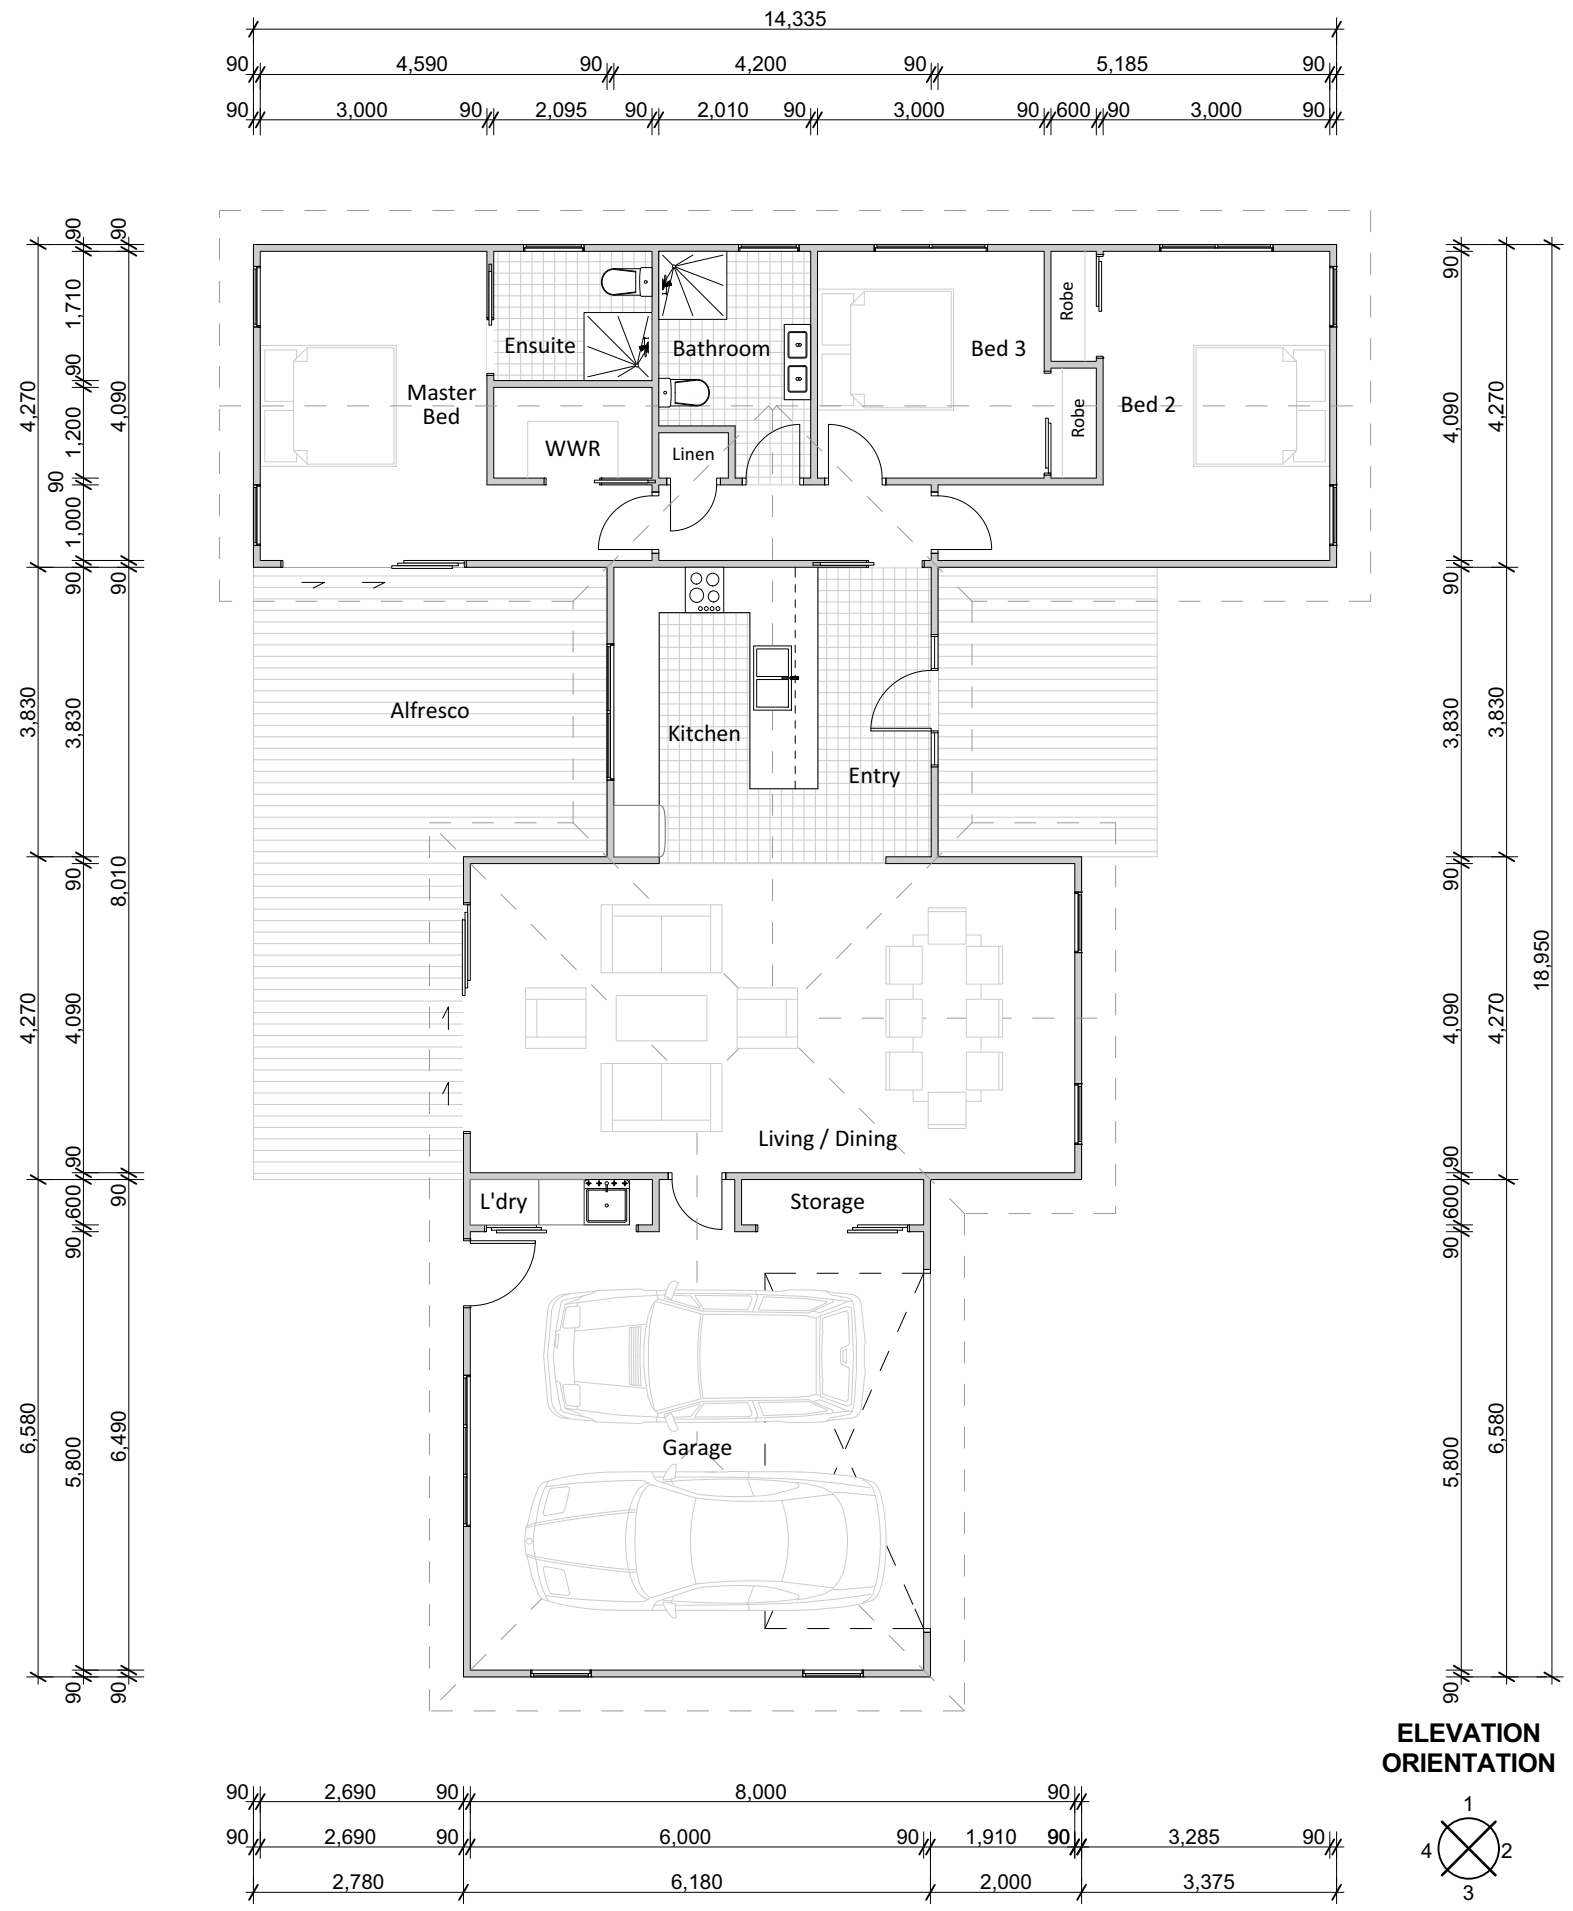 14,335
90 4,590 90 4,200 90 5,185 90
90 3,000 90 2,095 90 2,010 90 3,000 90 600 90 3,000 90
4,270
3,830
4,270
6,580
90
1,710
90
1,200
90
1,000
90
3,830
90
4,090
90
600
90
5,800
90
90
4,090
90
8,010
90
6,490
90
Ensuite
Bathroom
Bed 3
Robe
Master
Bed
Bed 2
Robe
WWR
Linen
Alfresco
Kitchen
Entry
Living / Dining
L'dry
Storage
Garage
90
4,090
90
3,830
90
4,090
90
600
90
5,800
90
4,270
3,830
4,270
6,580
18,950
ELEVATION
ORIENTATION
1
4 2
3
90 2,690 90 8,000 90
90 2,690 90 6,000 90 1,910 90 3,285 90
2,780 6,180 2,000 3,375